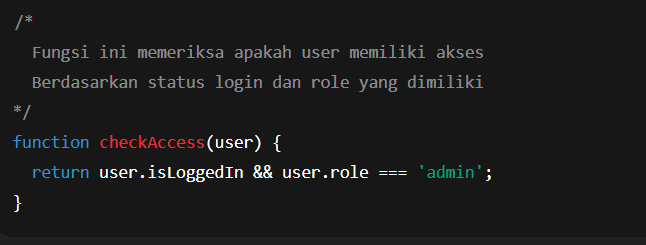 /*
  Fungsi ini memeriksa apakah user memiliki akses
  Berdasarkan status login dan role yang dimiliki
*/
function checkAccess(user) {
  return user.isLoggedIn && user.role === 'admin';
}